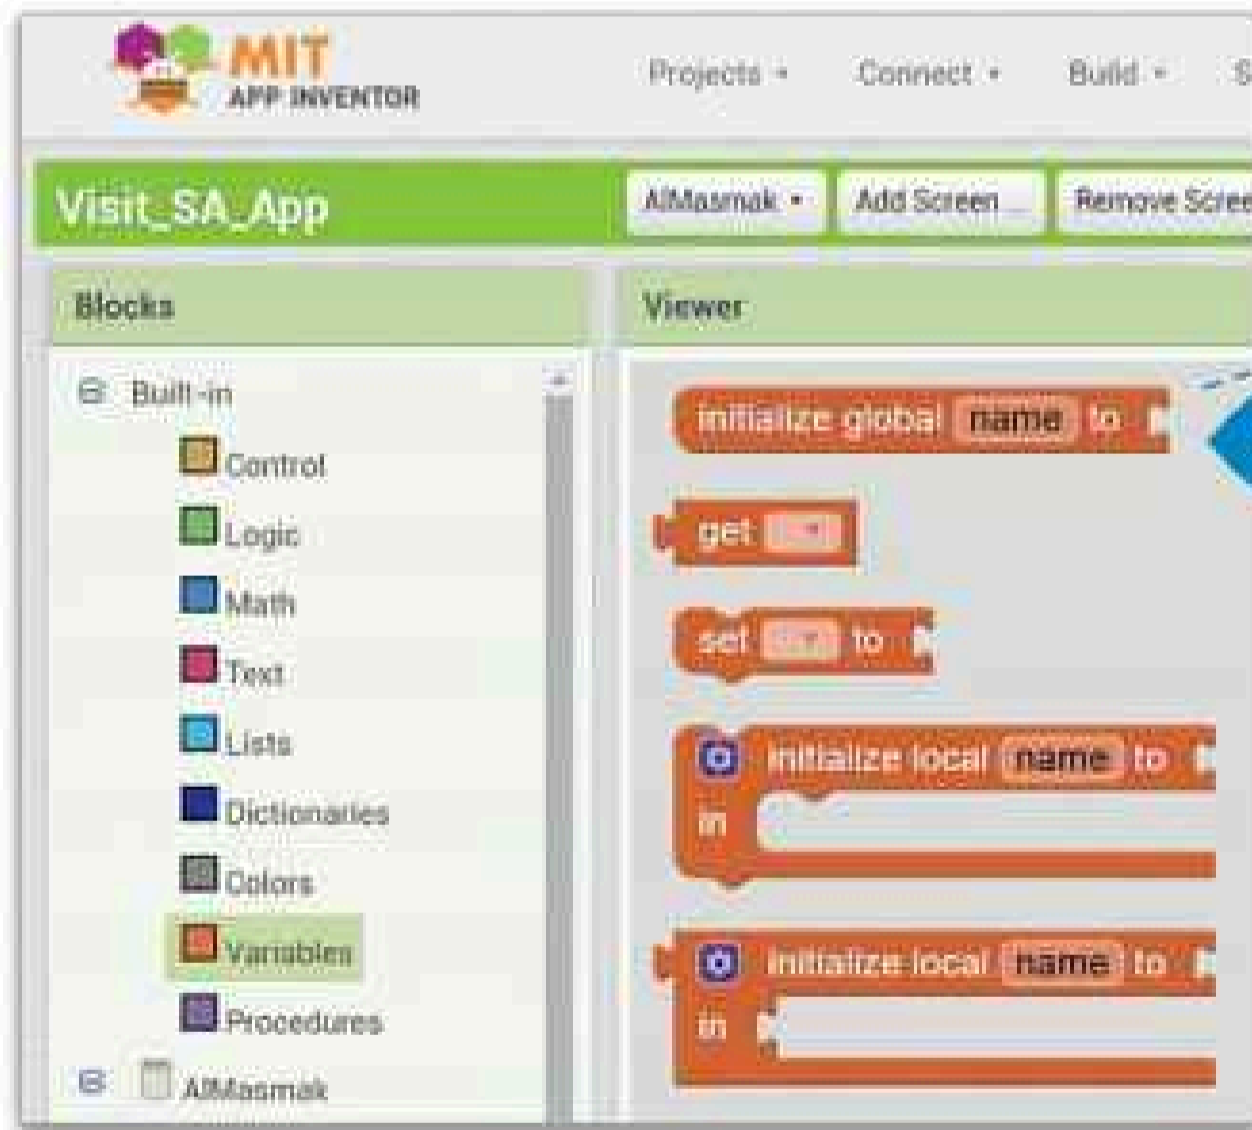 MIT
APP INVENTOR
Projects
Connect
Build
S
Visit_SA_App
AlMasmak
Add Screen ...
Remove Scree
Blocks
Viewer
Built-in
Control
Logic
Math
Text
Lists
Dictionaries
Colors
Variables
Procedures
AlMasmak
initialize global name to
get
set to
initialize local name to
in
initialize local name to
in